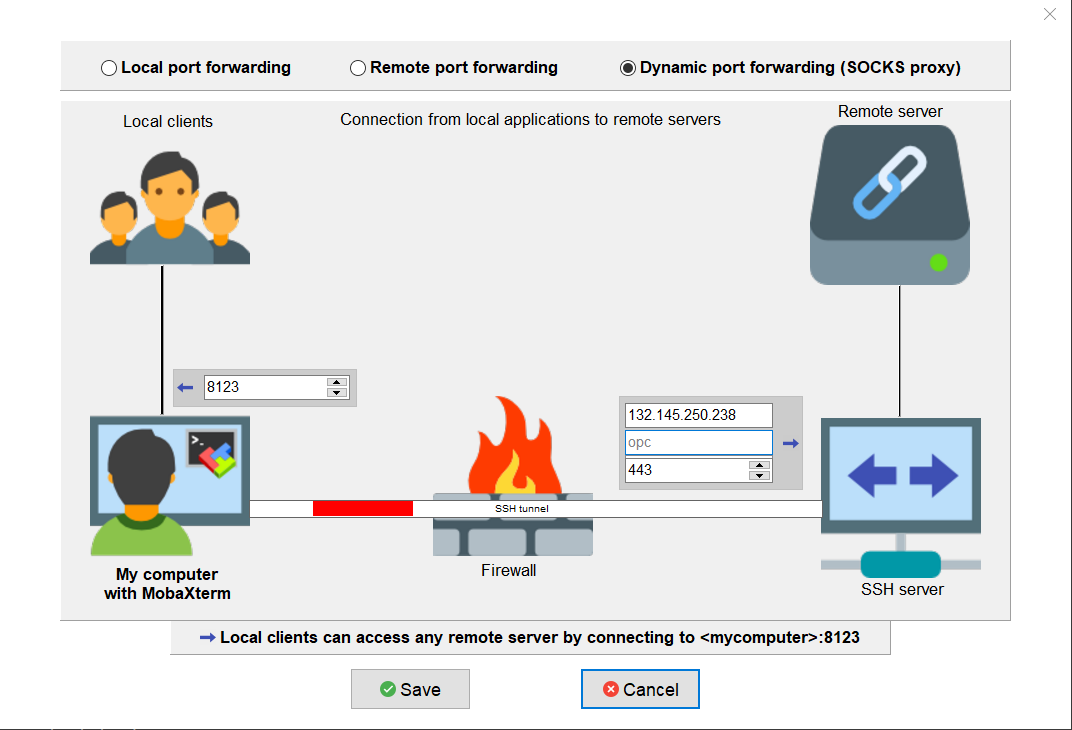 Local port forwarding
Remote port forwarding
Dynamic port forwarding (SOCKS proxy)
Local clients
Connection from local applications to remote servers
Remote server
8123
132.145.250.238
opc
443
SSH tunnel
Firewall
My computer
with MobaXterm
SSH server
Local clients can access any remote server by connecting to <mycomputer>:8123
Save
Cancel